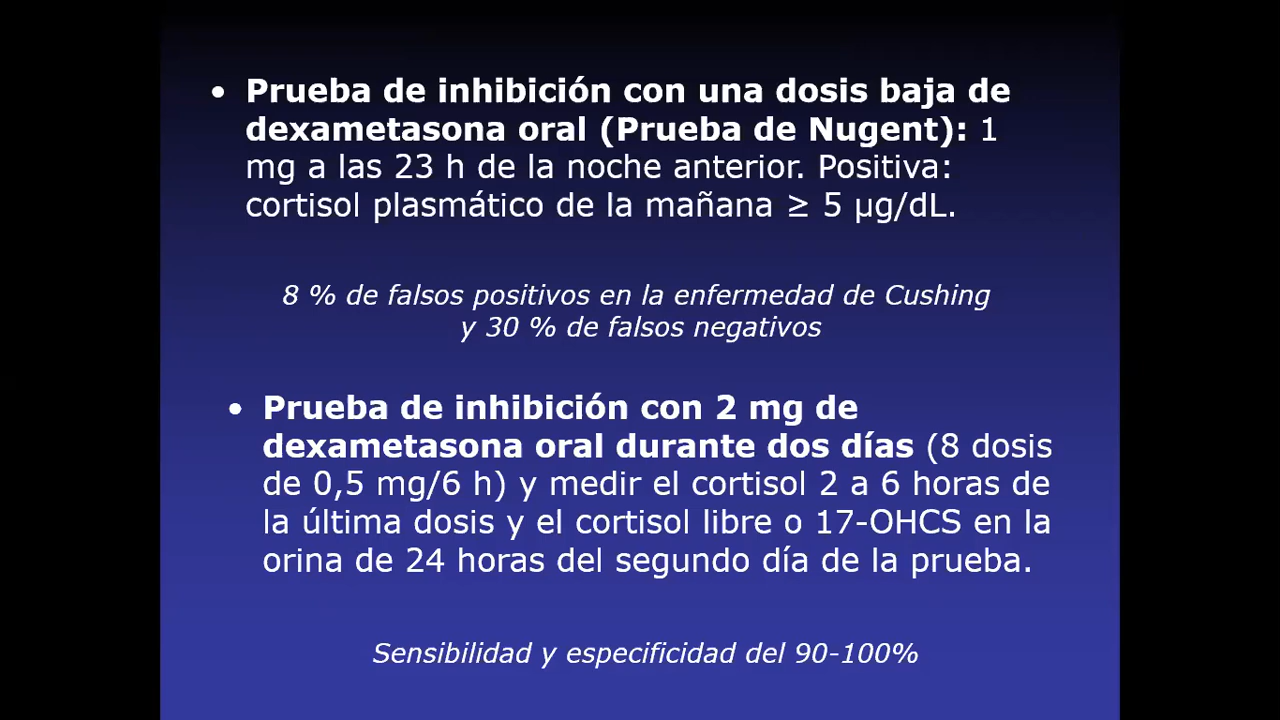 • Prueba de inhibición con una dosis baja de
dexametasona oral (Prueba de Nugent): 1
mg a las 23 h de la noche anterior. Positiva:
cortisol plasmático de la mañana ≥ 5 µg/dL.
8 % de falsos positivos en la enfermedad de Cushing
y 30 % de falsos negativos
• Prueba de inhibición con 2 mg de
dexametasona oral durante dos días (8 dosis
de 0,5 mg/6 h) y medir el cortisol 2 a 6 horas de
la última dosis y el cortisol libre o 17-OHCS en la
orina de 24 horas del segundo día de la prueba.
Sensibilidad y especificidad del 90-100%